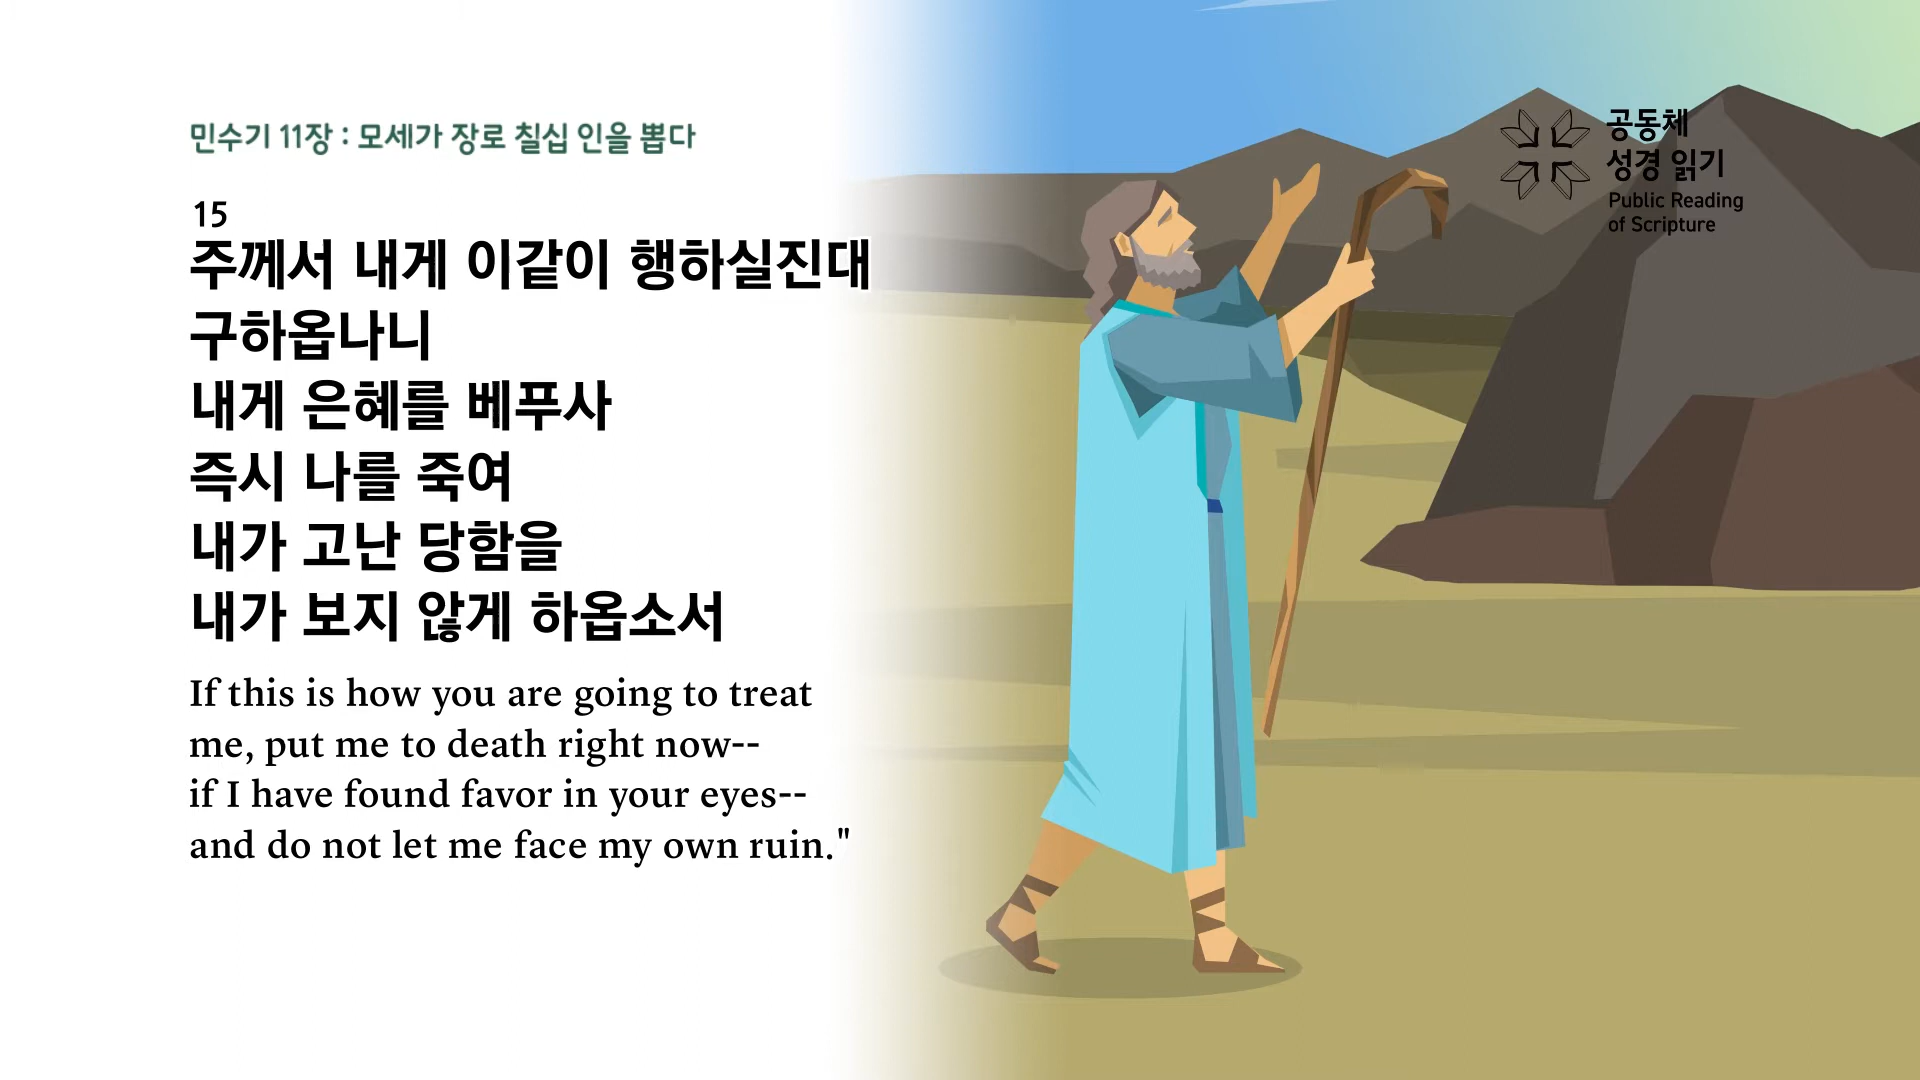 민수기 11장 : 모세가 장로 칠십 인을 뽑다
15
주께서 내게 이같이 행하실진대
구하옵나니
내게 은혜를 베푸사
즉시 나를 죽여
내가 고난 당함을
내가 보지 않게 하옵소서
If this is how you are going to treat
me, put me to death right now--
if I have found favor in your eyes--
and do not let me face my own ruin."
공동체
성경 읽기
Public Reading
of Scripture